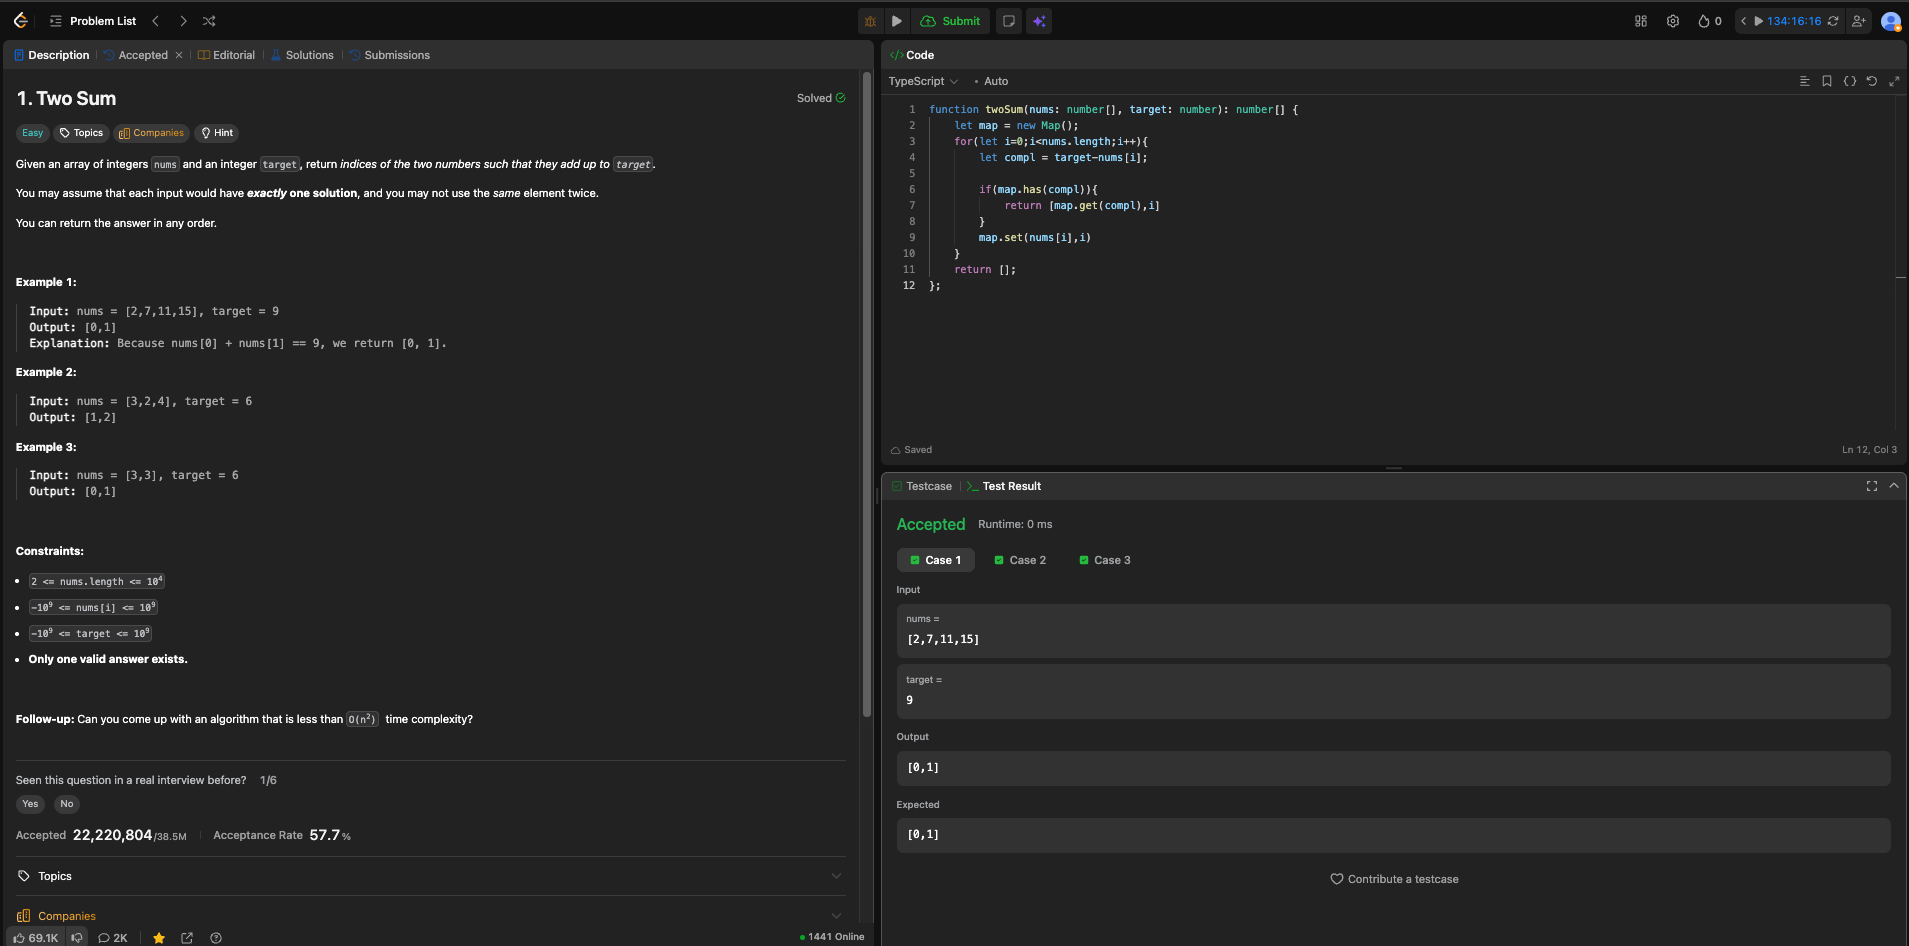 Problem List
Submit
0
134:16:16
Description
Accepted
Editorial
Solutions
Submissions
1. Two Sum
Solved
Easy
Topics
Companies
Hint
Given an array of integers nums and an integer target, return indices of the two numbers such that they add up to target.
You may assume that each input would have exactly one solution, and you may not use the same element twice.
You can return the answer in any order.
Example 1:
Input: nums = [2,7,11,15], target = 9
Output: [0,1]
Explanation: Because nums[0] + nums[1] == 9, we return [0, 1].
Example 2:
Input: nums = [3,2,4], target = 6
Output: [1,2]
Example 3:
Input: nums = [3,3], target = 6
Output: [0,1]
Constraints:
• 2 <= nums.length <= 10⁴
• -10⁹ <= nums[i] <= 10⁹
• -10⁹ <= target <= 10⁹
• Only one valid answer exists.
Follow-up: Can you come up with an algorithm that is less than O(n²) time complexity?
Seen this question in a real interview before? 1/6
Yes No
Accepted 22,220,804/38.5M Acceptance Rate 57.7%
Topics
Companies
69.1K 2K
1441 Online
</> Code
TypeScript • Auto
1 function twoSum(nums: number[], target: number): number[] {
2 let map = new Map();
3 for(let i=0;i<nums.length;i++){
4 let compl = target-nums[i];
5
6 if(map.has(compl)){
7 return [map.get(compl),i]
8 }
9 map.set(nums[i],i)
10 }
11 return [];
12 };
Saved
Ln 12, Col 3
Testcase
>_ Test Result
Accepted Runtime: 0 ms
Case 1 Case 2 Case 3
Input
nums =
[2,7,11,15]
target =
9
Output
[0,1]
Expected
[0,1]
Contribute a testcase